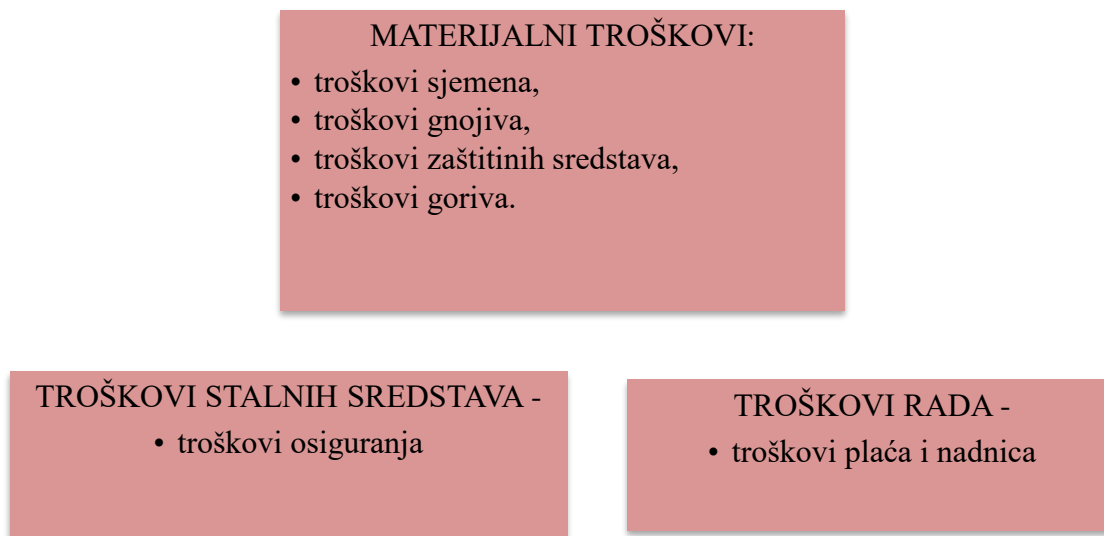 MATERIJALNI TROŠKOVI:
• troškovi sjemena,
• troškovi gnojiva,
• troškovi zaštitinih sredstava,
• troškovi goriva.
TROŠKOVI STALNIH SREDSTAVA -
• troškovi osiguranja
TROŠKOVI RADA -
• troškovi plaća i nadnica